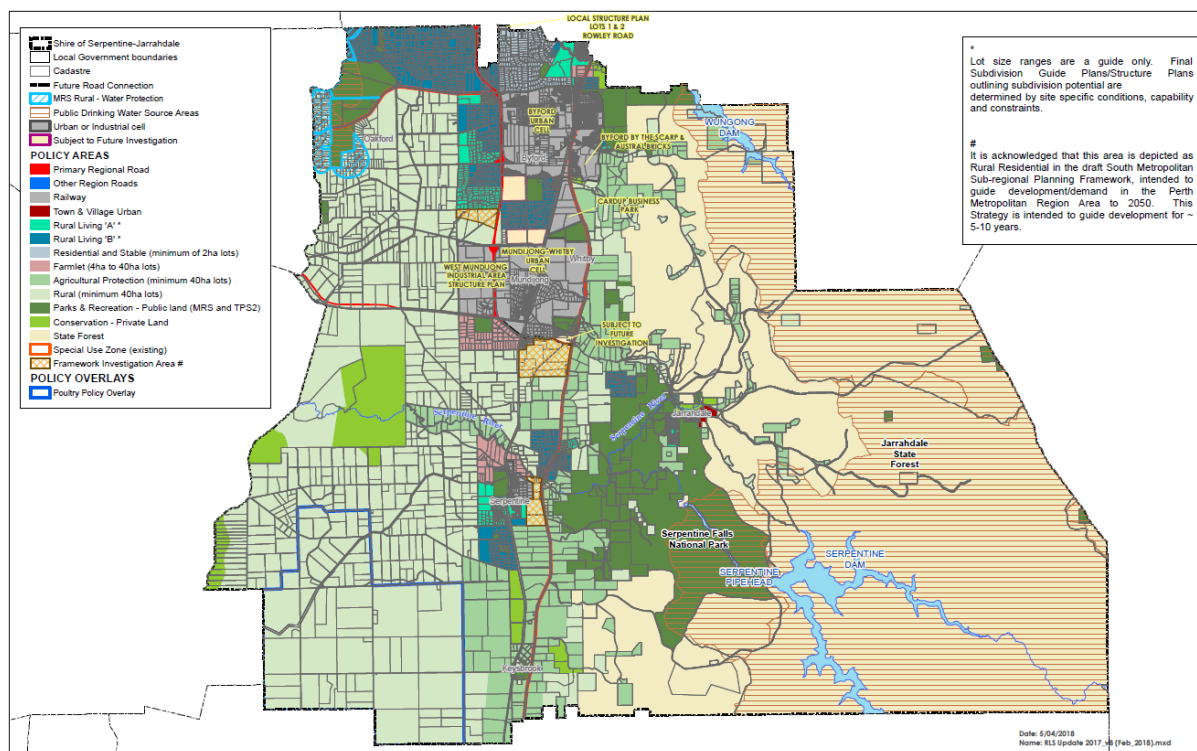 LOCAL STRUCTURE PLAN
LOTS 1 & 2
ROWLEY ROAD
Shire of Serpentine-Jarrahdale
Local Government boundaries
Cadastre
Future Road Connection
MRS Rural - Water Protection
Public Drinking Water Source Areas
Urban or Industrial cell
Subject to Future Investigation
POLICY AREAS
Primary Regional Road
Other Region Roads
Railway
Town & Village Urban
Rural Living 'A' *
Rural Living 'B' *
Residential and Stable (minimum of 2ha lots)
Farmlet (4ha to 40ha lots)
Agricultural Protection (minimum 40ha lots)
Rural (minimum 40ha lots)
Parks & Recreation - Public land (MRS and TPS2)
Conservation - Private Land
State Forest
Special Use Zone (existing)
Framework Investigation Area #
POLICY OVERLAYS
Poultry Policy Overlay
*
Lot size ranges are a guide only. Final
Subdivision Guide Plans/Structure Plans
outlining subdivision potential are
determined by site specific conditions, capability
and constraints.
#
It is acknowledged that this area is depicted as
Rural Residential in the draft South Metropolitan
Sub-regional Planning Framework, intended to
guide development/demand in the Perth
Metropolitan Region Area to 2050. This
Strategy is intended to guide development for ~
5-10 years.
WUNGONG
DAM
Oakford
BYFORD
URBAN
CELL
Byford
BYFORD BY THE SCARP &
AUSTRAL BRICKS
CARDUP BUSINESS
PARK
MUNDIJONG-WHITBY
URBAN
CELL
Whitby
WEST MUNDIJONG
INDUSTRIAL AREA
STRUCTURE PLAN
Mundijong
SUBJECT TO
FUTURE
INVESTIGATION
Serpentine River
Serpentine River
Jarrahdale
Jarrahdale
State
Forest
Serpentine
Serpentine Falls
National Park
SERPENTINE
DAM
SERPENTINE
PIPEHEAD
Keysbrook
Date: 5/04/2018
Name: RLS Update 2017_v8 (Feb_2018).mxd